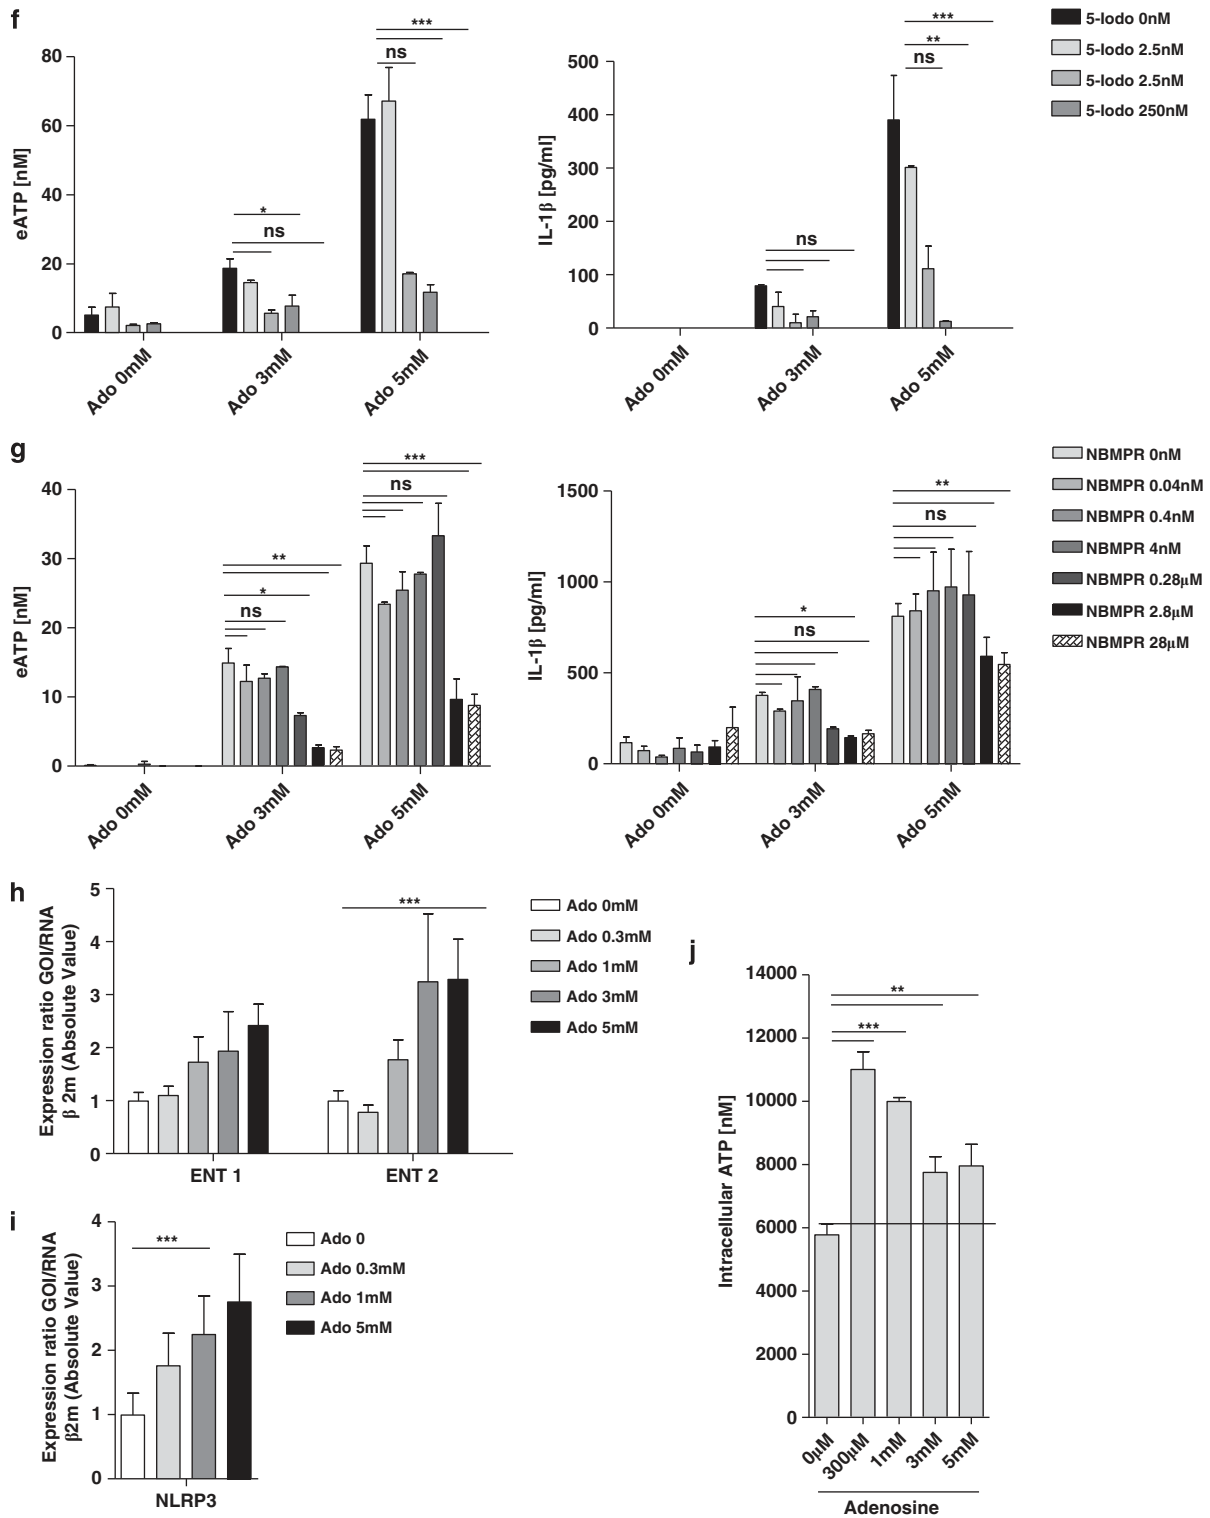 f
eATP [nM]
80
60
40
20
0
***
ns
*
ns
Ado 0mM
Ado 3mM
Ado 5mM
IL-1β [pg/ml]
500
400
300
200
100
0
***
**
ns
ns
Ado 0mM
Ado 3mM
Ado 5mM
5-Iodo 0nM
5-Iodo 2.5nM
5-Iodo 2.5nM
5-Iodo 250nM
g
eATP [nM]
40
30
20
10
0
***
ns
**
*
ns
Ado 0mM
Ado 3mM
Ado 5mM
IL-1β [pg/ml]
1500
1000
500
0
**
ns
*
ns
Ado 0mM
Ado 3mM
Ado 5mM
NBMPR 0nM
NBMPR 0.04nM
NBMPR 0.4nM
NBMPR 4nM
NBMPR 0.28μM
NBMPR 2.8μM
NBMPR 28μM
h
Expression ratio GOI/RNA
β 2m (Absolute Value)
5
4
3
2
1
0
***
ENT 1
ENT 2
Ado 0mM
Ado 0.3mM
Ado 1mM
Ado 3mM
Ado 5mM
i
Expression ratio GOI/RNA
β2m (Absolute Value)
4
3
2
1
0
***
NLRP3
Ado 0
Ado 0.3mM
Ado 1mM
Ado 5mM
j
Intracellular ATP [nM]
14000
12000
10000
8000
6000
4000
2000
0
**
***
0μM
300μM
1mM
3mM
5mM
Adenosine